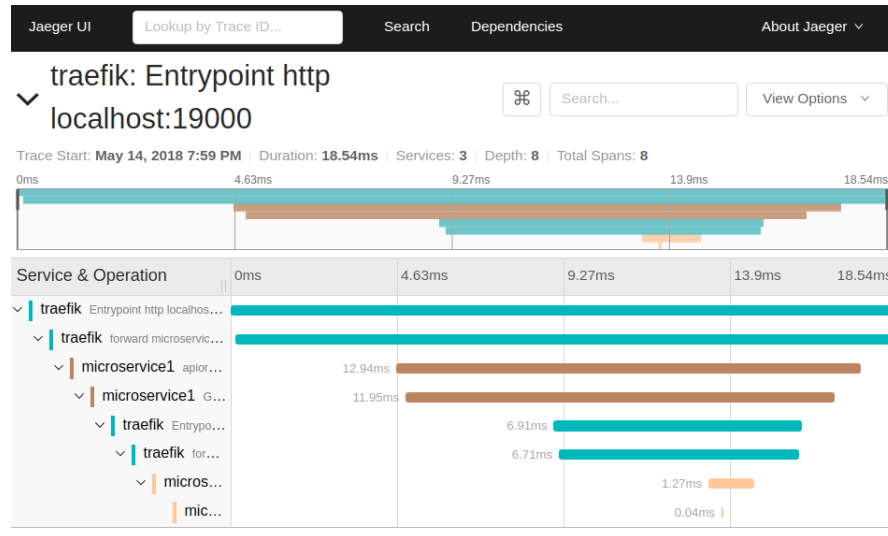 Jaeger UI Lookup by Trace ID... Search Dependencies About Jaeger
traefik: Entrypoint http
localhost:19000
⌘ Search... View Options
Trace Start: May 14, 2018 7:59 PM | Duration: 18.54ms | Services: 3 | Depth: 8 | Total Spans: 8
0ms 4.63ms 9.27ms 13.9ms 18.54ms
Service & Operation 0ms 4.63ms 9.27ms 13.9ms 18.54ms
traefik Entrypoint http localhos...
traefik forward microservic...
microservice1 apior... 12.94ms
microservice1 G... 11.95ms
traefik Entrypo... 6.91ms
traefik for... 6.71ms
micros... 1.27ms
mic... 0.04ms